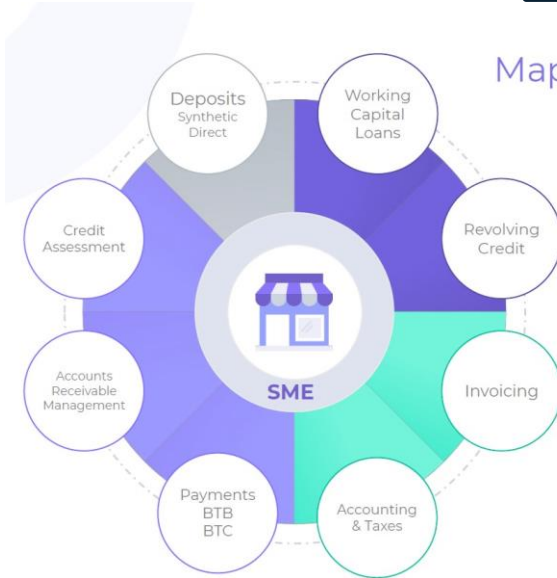 Map
Deposits
Synthetic
Direct
Working
Capital
Loans
Credit
Assessment
Revolving
Credit
Accounts
Receivable
Management
SME
Invoicing
Payments
BTB
BTC
Accounting
& Taxes